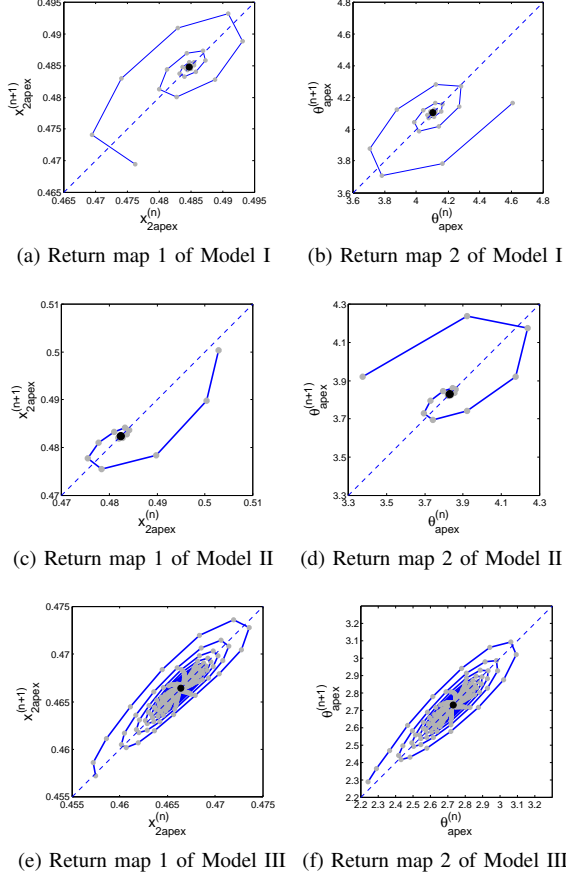 0.495
0.49
0.485
0.48
0.475
0.47
0.465
0.465 0.47 0.475 0.48 0.485 0.49 0.495
x_{2apex}^{(n+1)}
x_{2apex}^{(n)}
4.8
4.6
4.4
4.2
4
3.8
3.6
3.6 3.8 4 4.2 4.4 4.6 4.8
θ_{apex}^{(n+1)}
θ_{apex}^{(n)}
(a) Return map 1 of Model I
(b) Return map 2 of Model I
0.51
0.5
0.49
0.48
0.47
0.47 0.48 0.49 0.5 0.51
x_{2apex}^{(n+1)}
x_{2apex}^{(n)}
4.3
4.1
3.9
3.7
3.5
3.3
3.3 3.5 3.7 3.9 4.1 4.3
θ_{apex}^{(n+1)}
θ_{apex}^{(n)}
(c) Return map 1 of Model II
(d) Return map 2 of Model II
0.475
0.47
0.465
0.46
0.455
0.455 0.46 0.465 0.47 0.475
x_{2apex}^{(n+1)}
x_{2apex}^{(n)}
3.2
3.1
3
2.9
2.8
2.7
2.6
2.5
2.4
2.3
2.2
2.2 2.3 2.4 2.5 2.6 2.7 2.8 2.9 3 3.1 3.2
θ_{apex}^{(n+1)}
θ_{apex}^{(n)}
(e) Return map 1 of Model III
(f) Return map 2 of Model III